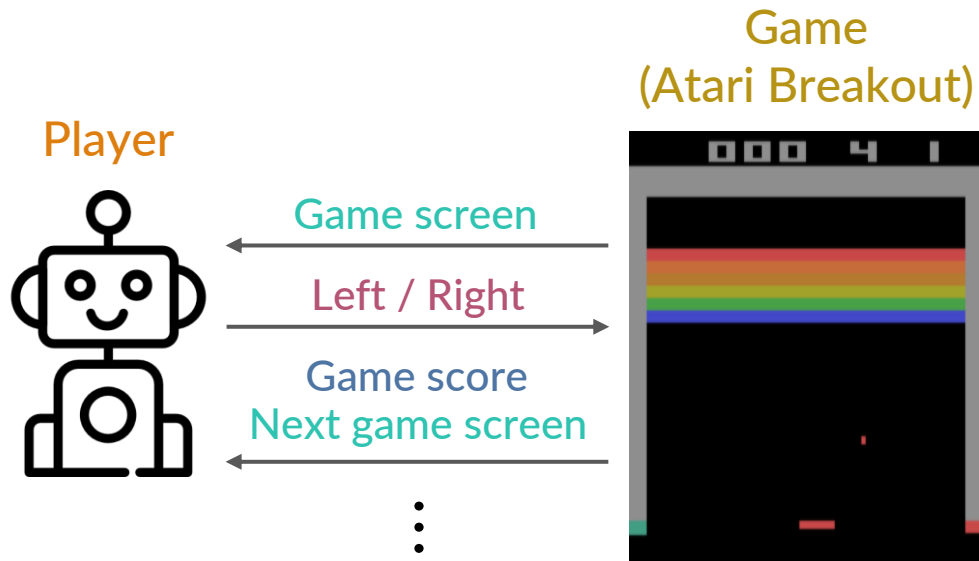 Game
(Atari Breakout)
Player
000 4 1
Game screen
Left / Right
Game score
Next game screen